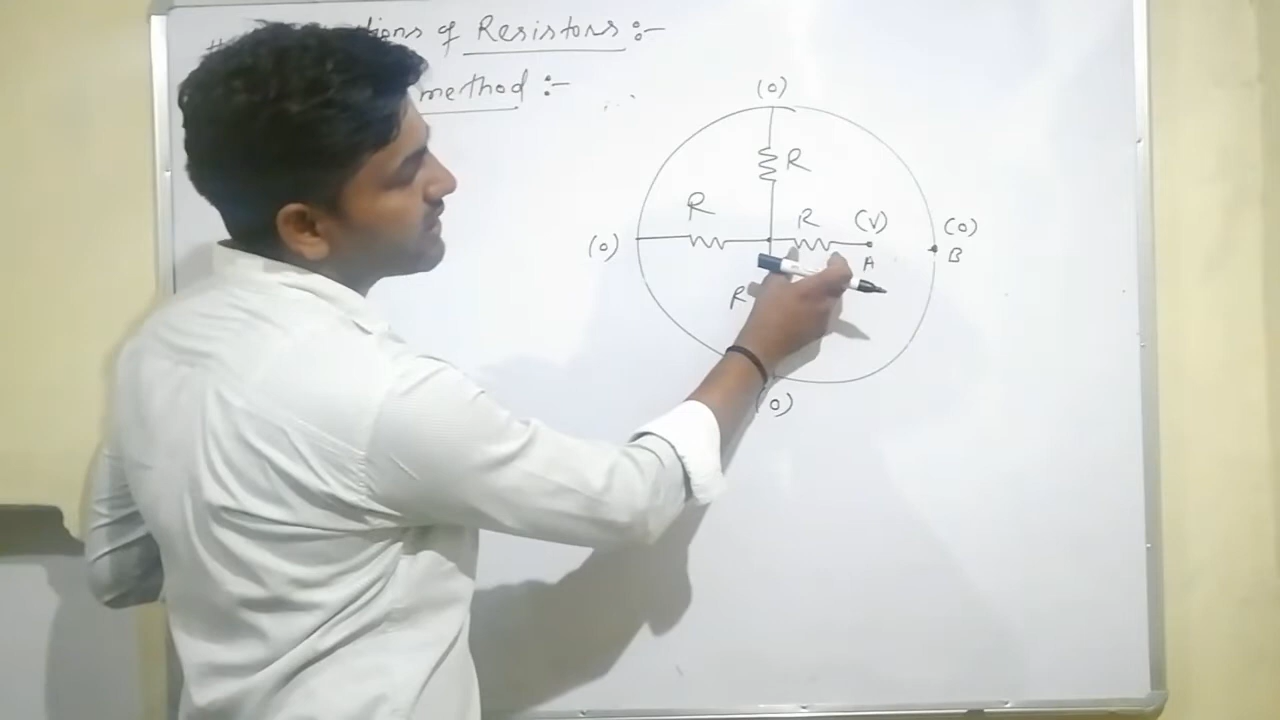 of Resistors :-
method :-
(0)
R
R
R
(V)
(0)
(0)
A
B
R
(0)